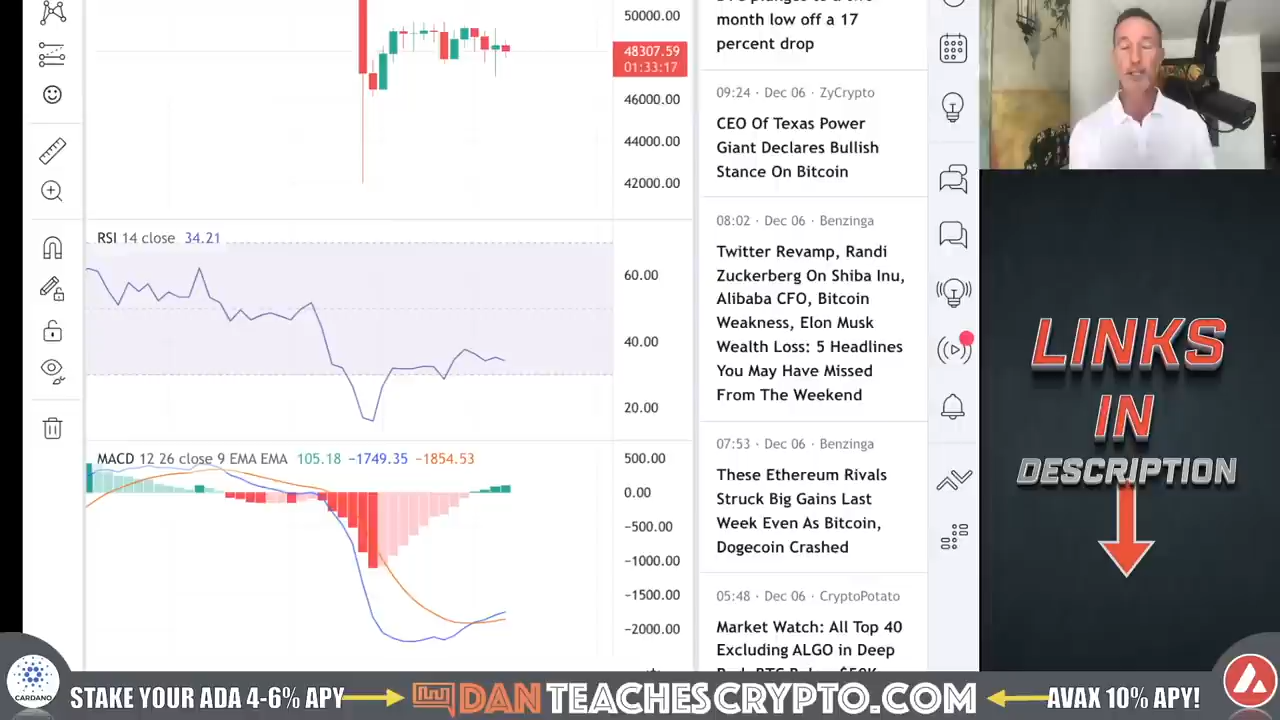 50000.00
48307.59
01:33:17
46000.00
44000.00
42000.00
RSI 14 close 34.21
60.00
40.00
20.00
MACD 12 26 close 9 EMA EMA 105.18 −1749.35 −1854.53
500.00
0.00
−500.00
−1000.00
−1500.00
−2000.00
month low off a 17
percent drop
09:24 · Dec 06 · ZyCrypto
CEO Of Texas Power
Giant Declares Bullish
Stance On Bitcoin
08:02 · Dec 06 · Benzinga
Twitter Revamp, Randi
Zuckerberg On Shiba Inu,
Alibaba CFO, Bitcoin
Weakness, Elon Musk
Wealth Loss: 5 Headlines
You May Have Missed
From The Weekend
07:53 · Dec 06 · Benzinga
These Ethereum Rivals
Struck Big Gains Last
Week Even As Bitcoin,
Dogecoin Crashed
05:48 · Dec 06 · CryptoPotato
Market Watch: All Top 40
Excluding ALGO in Deep
LINKS
IN
DESCRIPTION
CARDANO
STAKE YOUR ADA 4-6% APY
DANTEACHESCRYPTO.COM
AVAX 10% APY!